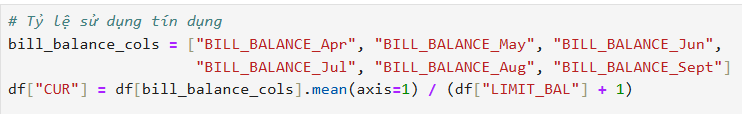 # Tỷ lệ sử dụng tín dụng
bill_balance_cols = ["BILL_BALANCE_Apr", "BILL_BALANCE_May", "BILL_BALANCE_Jun",
"BILL_BALANCE_Jul", "BILL_BALANCE_Aug", "BILL_BALANCE_Sept"]
df["CUR"] = df[bill_balance_cols].mean(axis=1) / (df["LIMIT_BAL"] + 1)